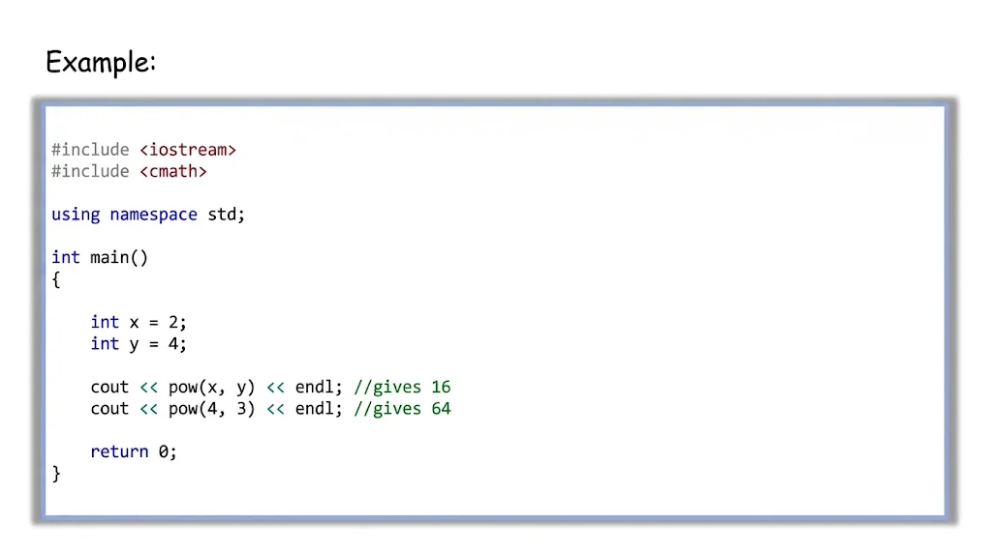 Example:
#include <iostream>
#include <cmath>
using namespace std;
int main()
{
int x = 2;
int y = 4;
cout << pow(x, y) << endl; //gives 16
cout << pow(4, 3) << endl; //gives 64
return 0;
}